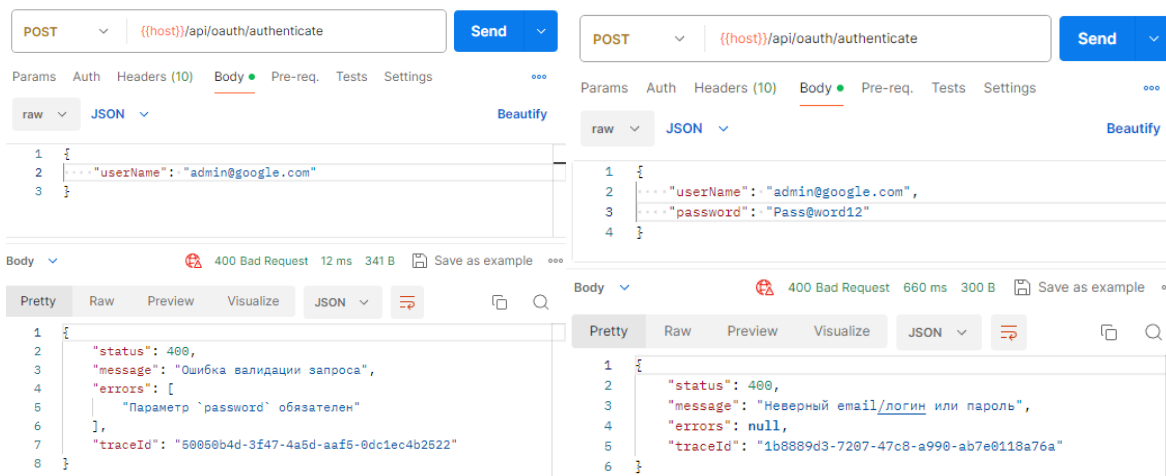 POST {{host}}/api/oauth/authenticate Send
Params Auth Headers (10) Body Pre-req. Tests Settings
raw JSON Beautify
1 {
2 "userName": "admin@google.com"
3 }
Body 400 Bad Request 12 ms 341 B Save as example
Pretty Raw Preview Visualize JSON
1 {
2 "status": 400,
3 "message": "Ошибка валидации запроса",
4 "errors": [
5 "Параметр `password` обязателен"
6 ],
7 "traceId": "50050b4d-3f47-4a5d-aaf5-0dc1ec4b2522"
8 }
POST {{host}}/api/oauth/authenticate Send
Params Auth Headers (10) Body Pre-req. Tests Settings
raw JSON Beautify
1 {
2 "userName": "admin@google.com",
3 "password": "Pass@word12"
4 }
Body 400 Bad Request 660 ms 300 B Save as example
Pretty Raw Preview Visualize JSON
1 {
2 "status": 400,
3 "message": "Неверный email/логин или пароль",
4 "errors": null,
5 "traceId": "1b8889d3-7207-47c8-a990-ab7e0118a76a"
6 }